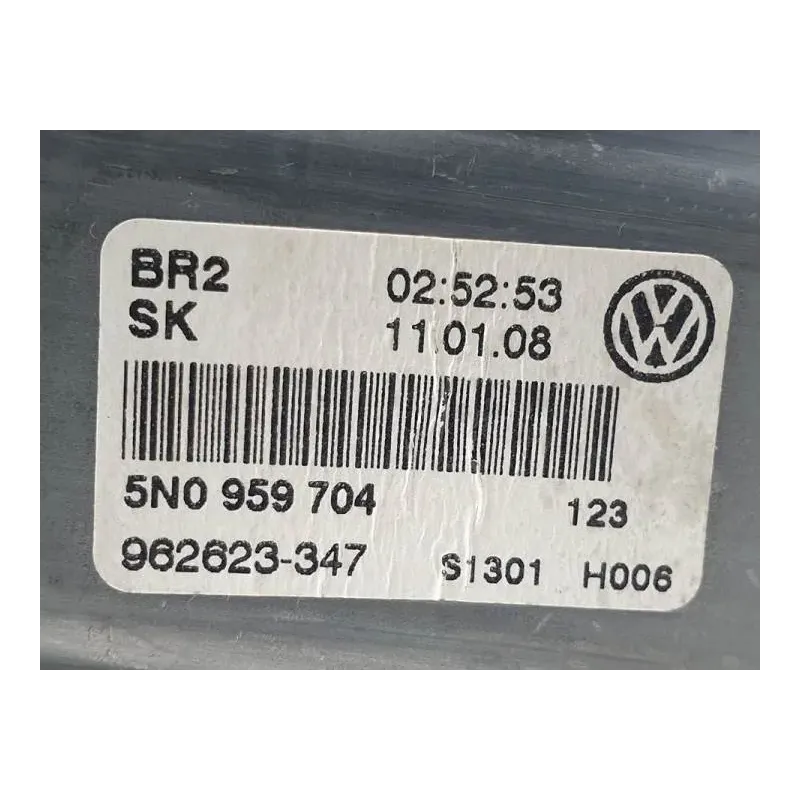 BR2 02:52:53
SK 11.01.08
5N0 959 704 123
962623-347 S1301 H006